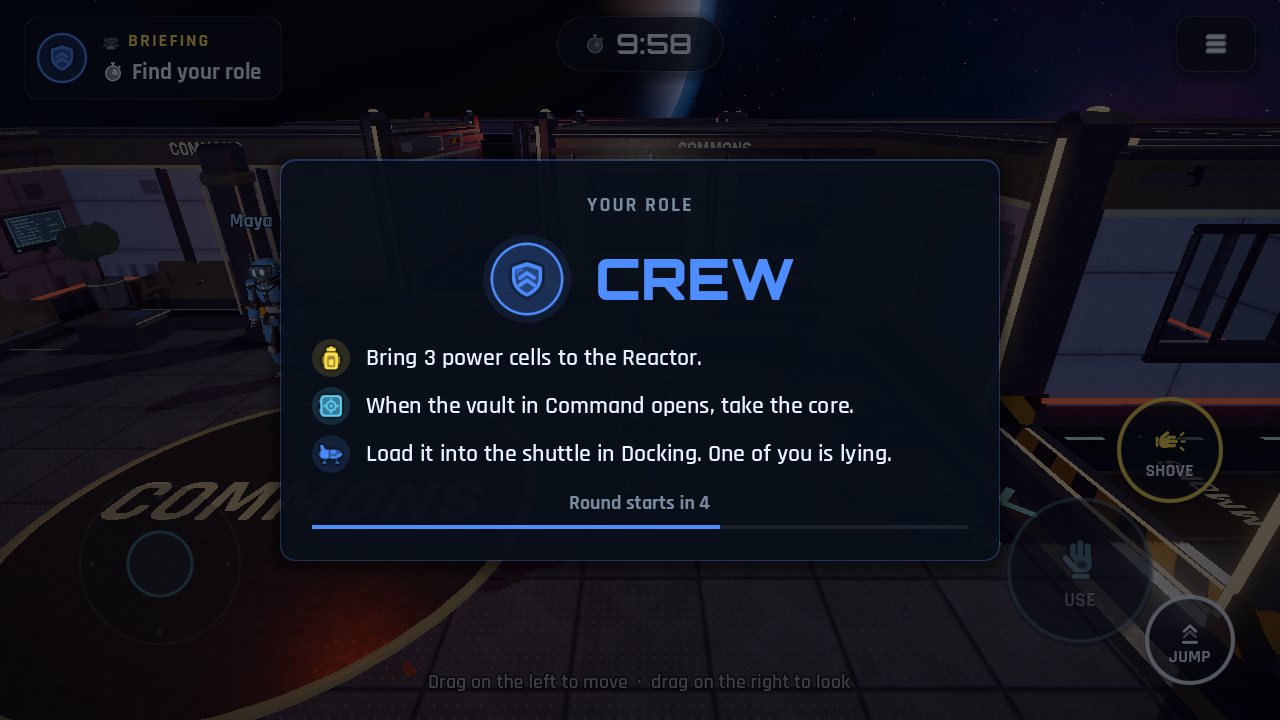 BRIEFING
Find your role
9:58
COMMONS
COMMONS
Maya
YOUR ROLE
CREW
Bring 3 power cells to the Reactor.
When the vault in Command opens, take the core.
Load it into the shuttle in Docking. One of you is lying.
Round starts in 4
COMMONS
SHOVE
USE
JUMP
Drag on the left to move · drag on the right to look